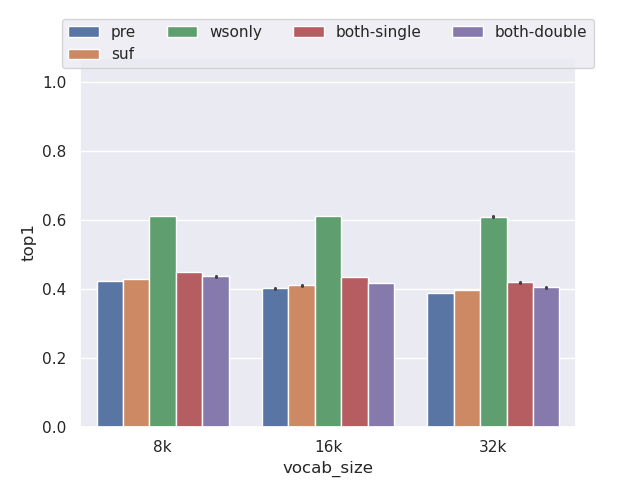 pre wsonly both-single both-double
suf
1.0
0.8
0.6
0.4
0.2
0.0
top1
8k 16k 32k
vocab_size